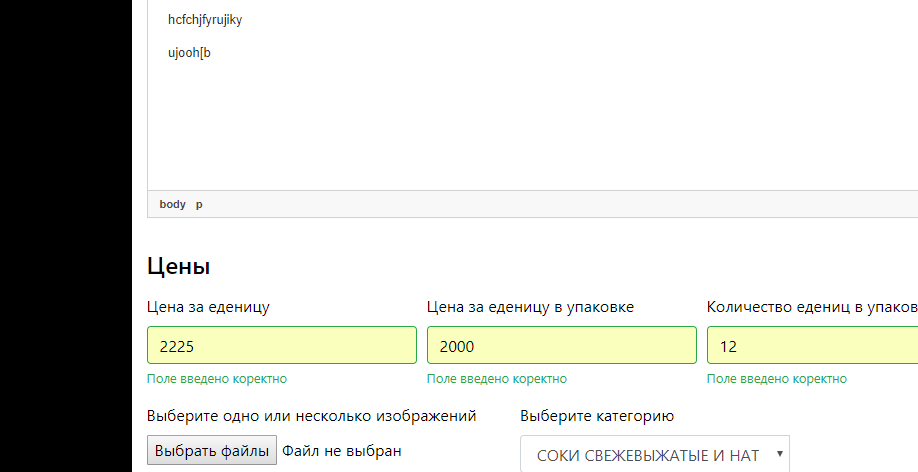 hcfchjfyrujiky
ujooh[b
body p
Цены
Цена за еденицу Цена за еденицу в упаковке Количество едениц в упаков
2225 2000 12
Поле введено коректно Поле введено коректно Поле введено коректно
Выберите одно или несколько изображений Выберите категорию
Выбрать файлы Файл не выбран СОКИ СВЕЖЕВЫЖАТЫЕ И НАТ